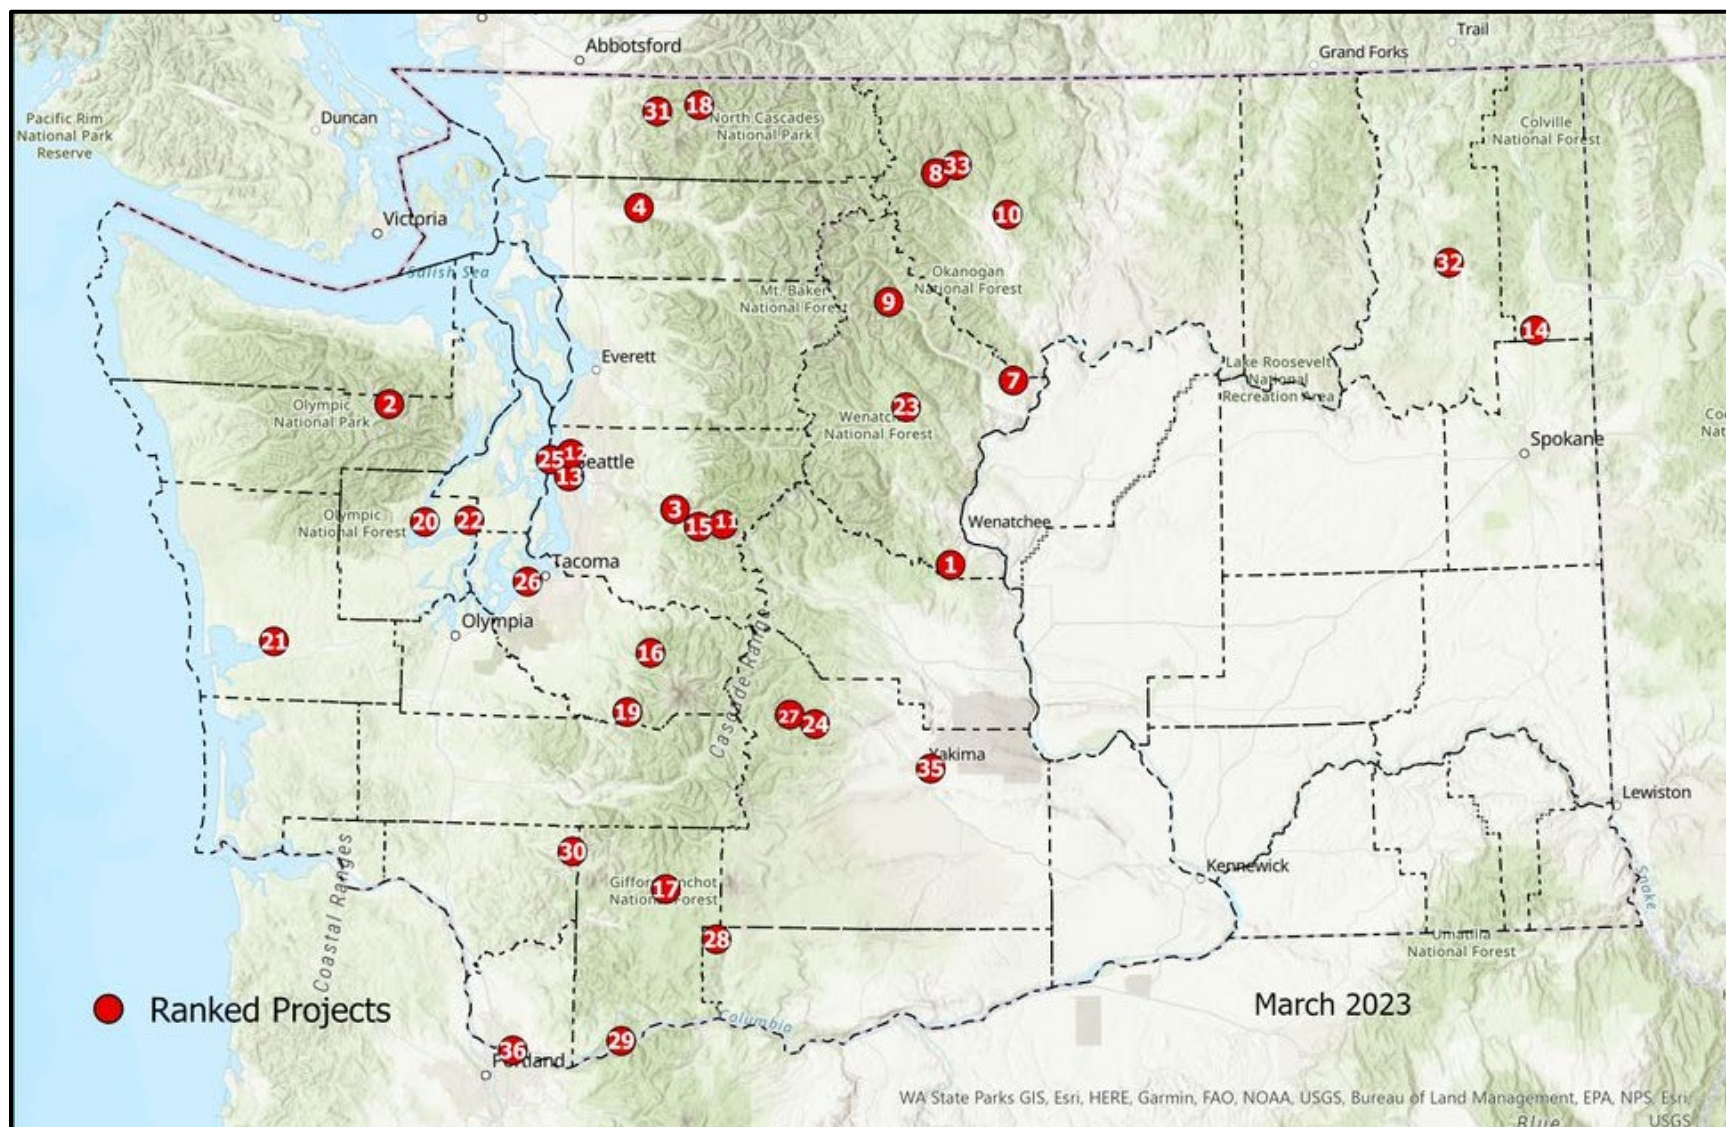 Trail
Abbotsford
Grand Forks
31
18
Pacific Rim
National Park
Reserve
Duncan
North Cascades
National Park
Colville
National Forest
8
33
4
10
Victoria
Salish Sea
32
Okanogan
National Forest
Mt. Baker
National Forest
9
14
Everett
Lake Roosevelt
National
Recreation Area
7
2
Olympic
National Park
23
National Forest
Spokane
25
12
Seattle
13
3
15
11
20
22
Olympic
National Forest
Wenatchee
1
Tacoma
26
Olympia
21
16
Cascade Range
19
27
24
Yakima
35
Lewiston
30
Kennewick
17
National Forest
Snake
28
Umatilla
National Forest
Coastal Ranges
Ranked Projects
March 2023
Columbia
29
36
Portland
WA State Parks GIS, Esri, HERE, Garmin, FAO, NOAA, USGS, Bureau of Land Management, EPA, NPS, Esri,
USGS
Blue